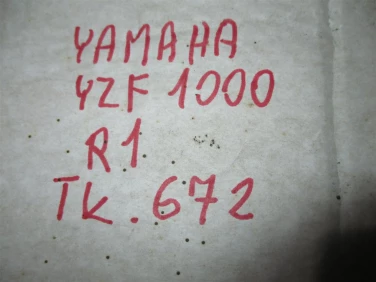 YAMAHA
YZF 1000
R1
TK. 672